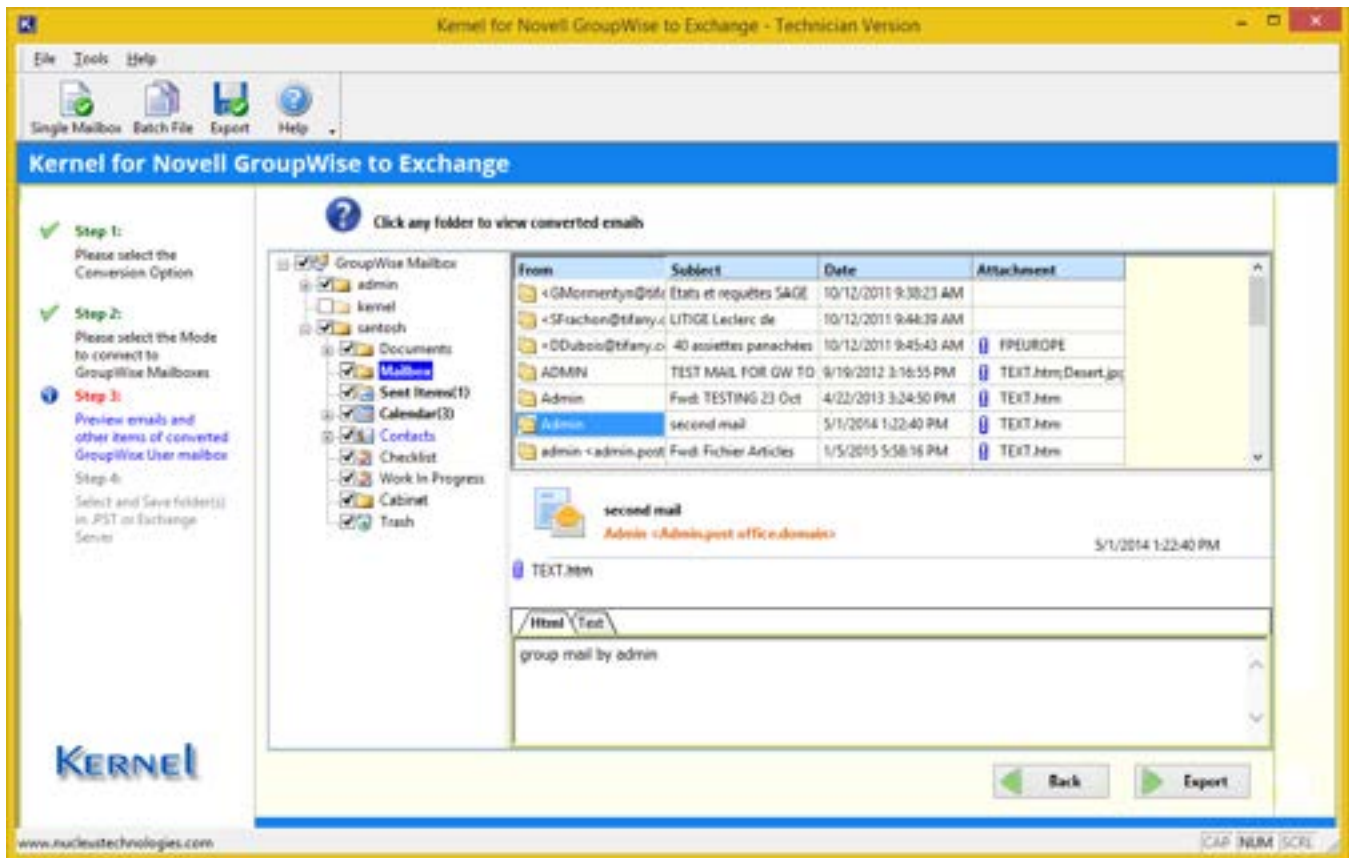 Kernel for Novell GroupWise to Exchange - Technician Version
File Tools Help
Single Mailbox Batch File Export Help
Kernel for Novell GroupWise to Exchange
Step 1:
Please select the
Conversion Option
Step 2:
Please select the Mode
to connect to
GroupWise Mailboxes
Step 3:
Preview emails and
other items of converted
GroupWise User mailbox
Step 4:
Select and Save folder(s)
in .PST or Exchange
Server
KERNEl
Click any folder to view converted emails
GroupWise Mailbox
admin
kernel
santosh
Documents
Mailbox
Sent Items(1)
Calendar(3)
Contacts
Checklist
Work In Progress
Cabinet
Trash
From Subject Date Attachment
<GMormentyn@tifa Etats et requêtes SAGE 10/12/2011 9:38:23 AM
<SFrachon@tifany.c LITIGE Leclerc de 10/12/2011 9:44:39 AM
<DDubois@tifany.co 40 assiettes panachées 10/12/2011 9:45:43 AM FPEUROPE
ADMIN TEST MAIL FOR GW TO 9/19/2012 3:16:55 PM TEXT.htm;Desert.jpg
Admin Fwd: TESTING 23 Oct 4/22/2013 3:24:50 PM TEXT.htm
Admin second mail 5/1/2014 1:22:40 PM TEXT.htm
admin <admin.post Fwd: Fichier Articles 1/5/2015 5:58:16 PM TEXT.htm
second mail
Admin <Admin.post office.domain>
5/1/2014 1:22:40 PM
TEXT.htm
Html Text
group mail by admin
Back Export
www.nucleustechnologies.com
CAP NUM SCRL